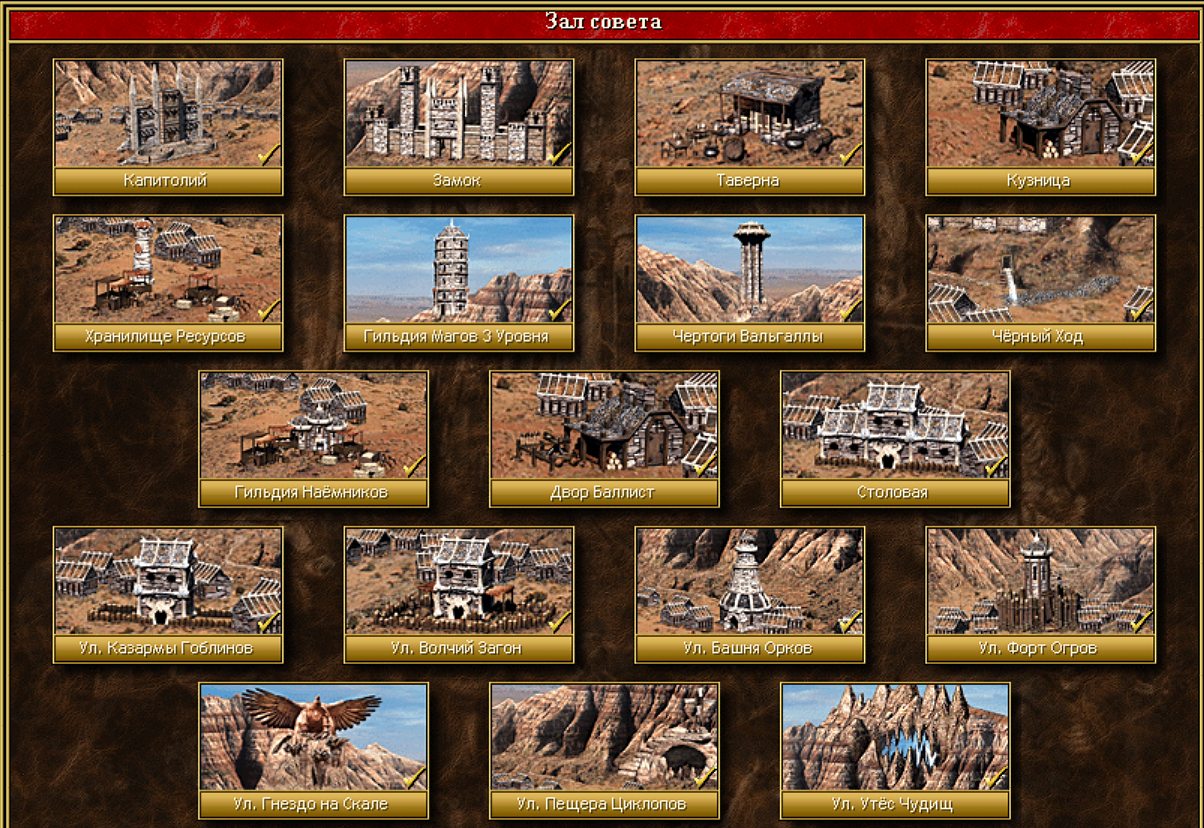 Зал совета
Капитолий
Замок
Таверна
Кузница
Хранилище Ресурсов
Гильдия Магов 3 Уровня
Чертоги Вальгаллы
Чёрный Ход
Гильдия Наёмников
Двор Баллист
Столовая
Ул. Казармы Гоблинов
Ул. Волчий Загон
Ул. Башня Орков
Ул. Форт Огров
Ул. Гнездо на Скале
Ул. Пещера Циклопов
Ул. Утёс Чудищ